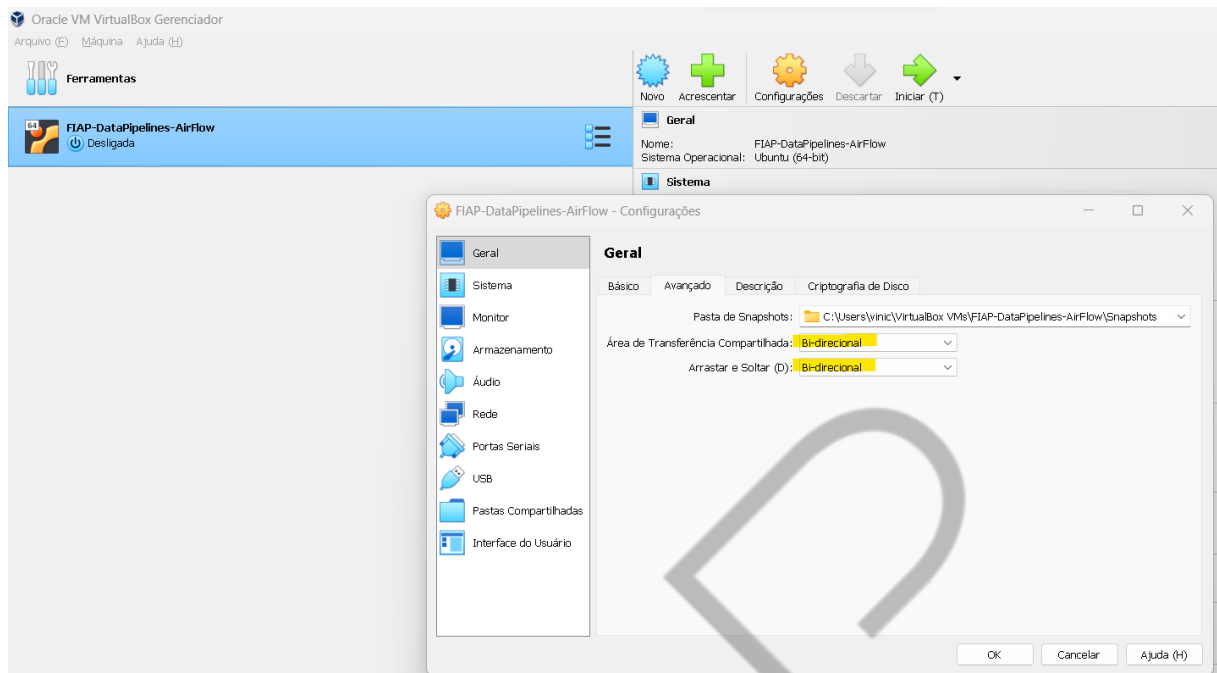 Oracle VM VirtualBox Gerenciador
Arquivo (E) Máquina Ajuda (H)
Ferramentas
Novo Acrescentar Configurações Descartar Iniciar (T)
64
FIAP-DataPipelines-AirFlow
Desligada
Geral
Nome: FIAP-DataPipelines-AirFlow
Sistema Operacional: Ubuntu (64-bit)
Sistema
FIAP-DataPipelines-AirFlow - Configurações
Geral
Sistema
Monitor
Armazenamento
Áudio
Rede
Portas Seriais
USB
Pastas Compartilhadas
Interface do Usuário
Geral
Básico Avançado Descrição Criptografia de Disco
Pasta de Snapshots: C:\Users\vinic\VirtualBox VMs\FIAP-DataPipelines-AirFlow\Snapshots
Área de Transferência Compartilhada: Bi-direcional
Arrastar e Soltar (D): Bi-direcional
OK Cancelar Ajuda (H)